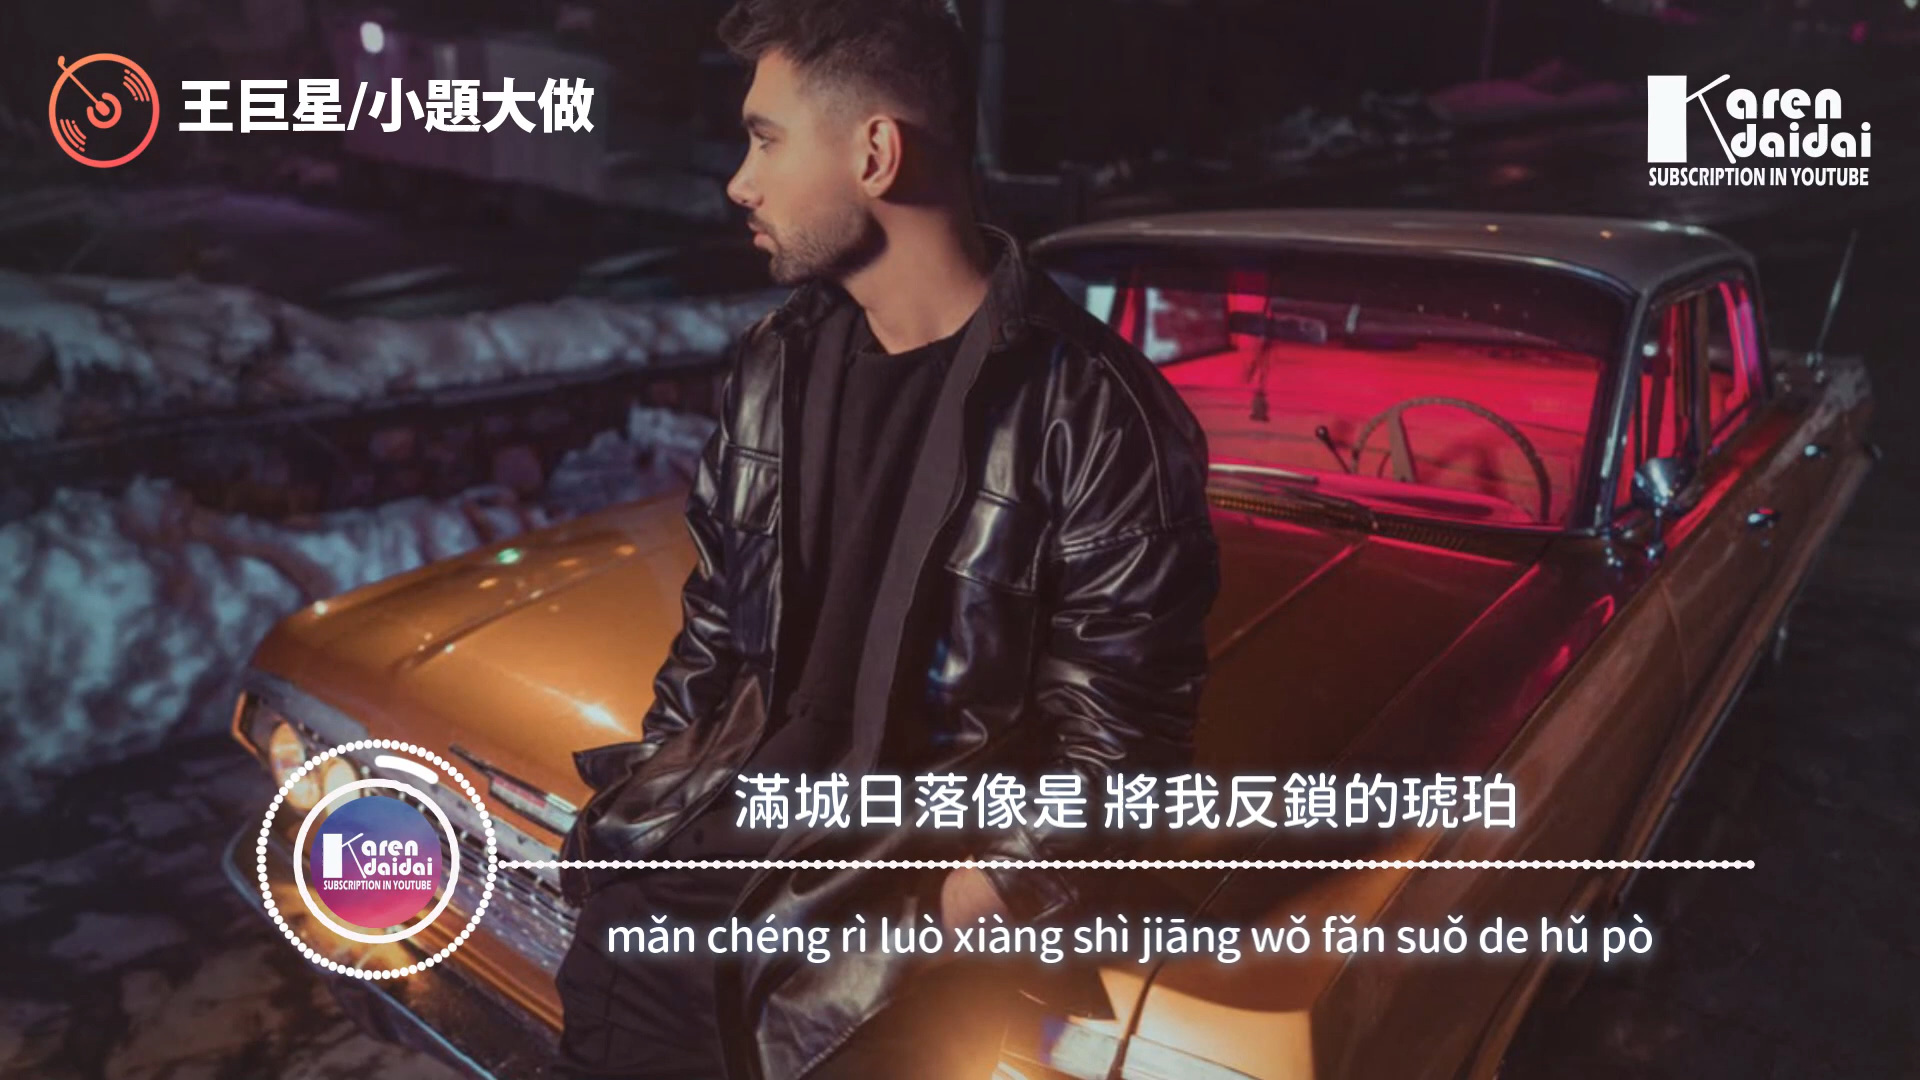 王巨星/小題大做
Karen
daidai
SUBSCRIPTION IN YOUTUBE
滿城日落像是 將我反鎖的琥珀
Karen
daidai
SUBSCRIPTION IN YOUTUBE
mǎn chéng rì luò xiàng shì jiāng wǒ fǎn suǒ de hǔ pò